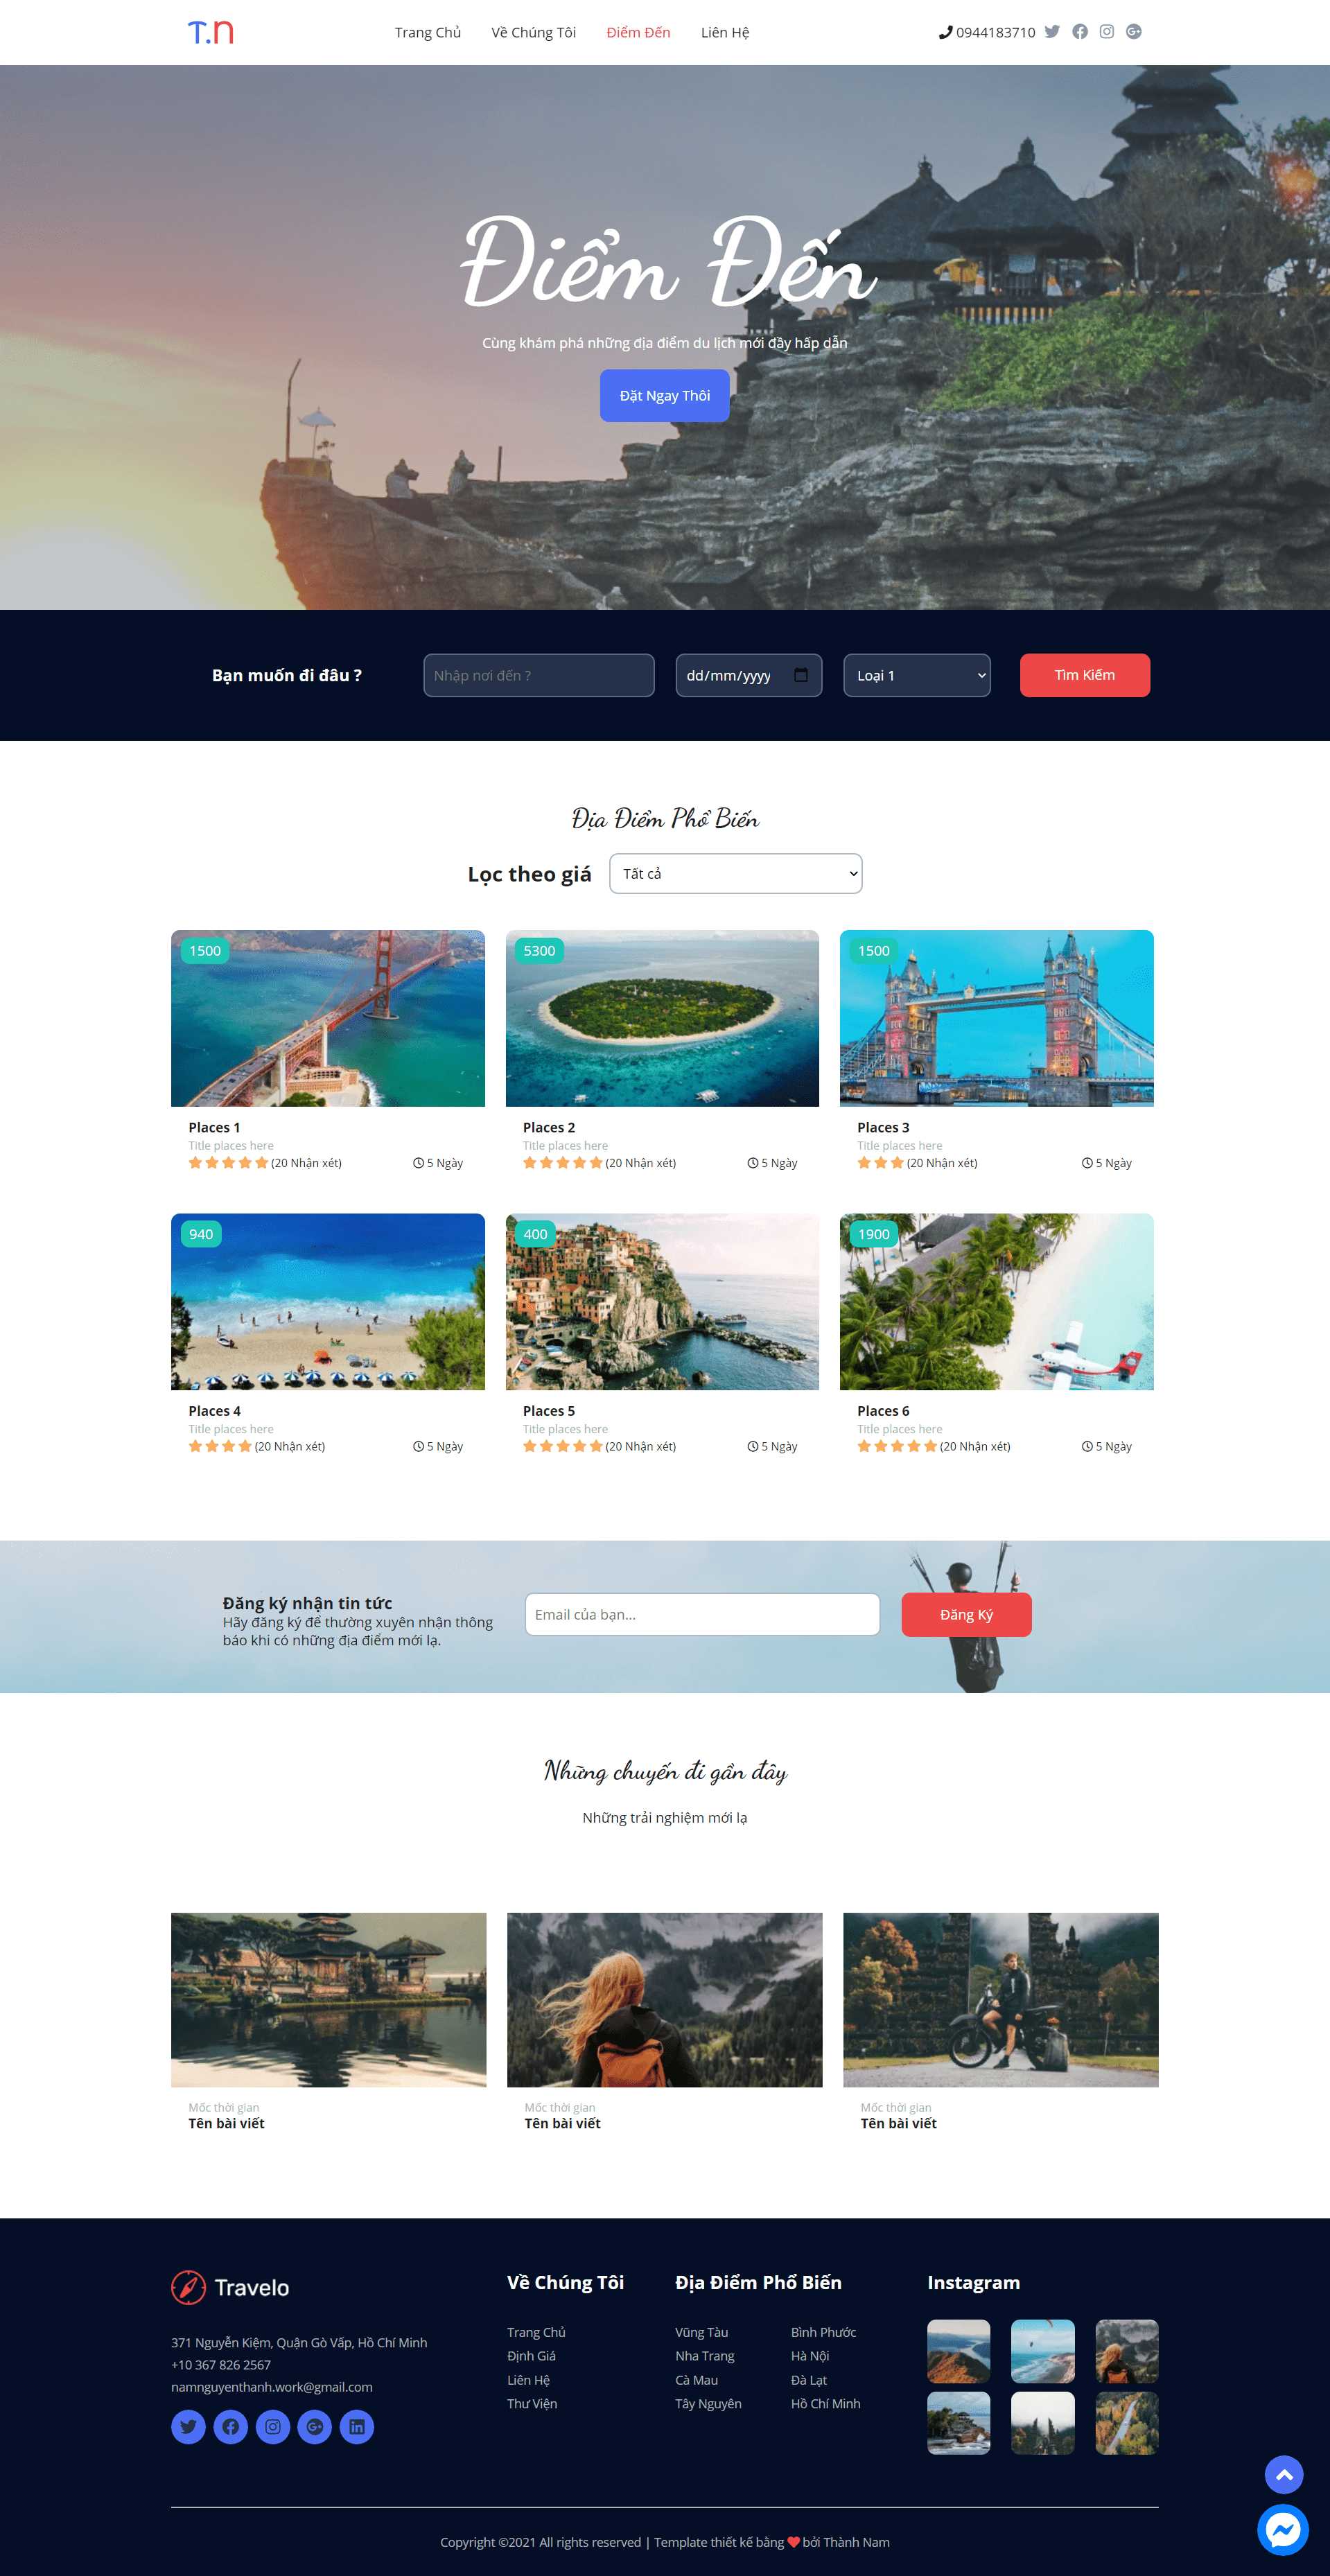 T.n
Trang Chủ
Về Chúng Tôi
Điểm Đến
Liên Hệ
0944183710
Điểm Đến
Cùng khám phá những địa điểm du lịch mới đầy hấp dẫn
Đặt Ngay Thôi
Bạn muốn đi đâu ?
Nhập nơi đến ?
dd/mm/yyyy
Loại 1
Tìm Kiếm
Địa Điểm Phổ Biến
Lọc theo giá
Tất cả
1500
Places 1
Title places here
(20 Nhận xét)
5 Ngày
5300
Places 2
Title places here
(20 Nhận xét)
5 Ngày
1500
Places 3
Title places here
(20 Nhận xét)
5 Ngày
940
Places 4
Title places here
(20 Nhận xét)
5 Ngày
400
Places 5
Title places here
(20 Nhận xét)
5 Ngày
1900
Places 6
Title places here
(20 Nhận xét)
5 Ngày
Đăng ký nhận tin tức
Hãy đăng ký để thường xuyên nhận thông
báo khi có những địa điểm mới lạ.
Email của bạn...
Đăng Ký
Những chuyến đi gần đây
Những trải nghiệm mới lạ
Mốc thời gian
Tên bài viết
Mốc thời gian
Tên bài viết
Mốc thời gian
Tên bài viết
Travelo
371 Nguyễn Kiệm, Quận Gò Vấp, Hồ Chí Minh
+10 367 826 2567
namnguyenthanh.work@gmail.com
Về Chúng Tôi
Trang Chủ
Định Giá
Liên Hệ
Thư Viện
Địa Điểm Phổ Biến
Vũng Tàu
Nha Trang
Cà Mau
Tây Nguyên
Bình Phước
Hà Nội
Đà Lạt
Hồ Chí Minh
Instagram
Copyright ©2021 All rights reserved | Template thiết kế bằng ❤ bởi Thành Nam